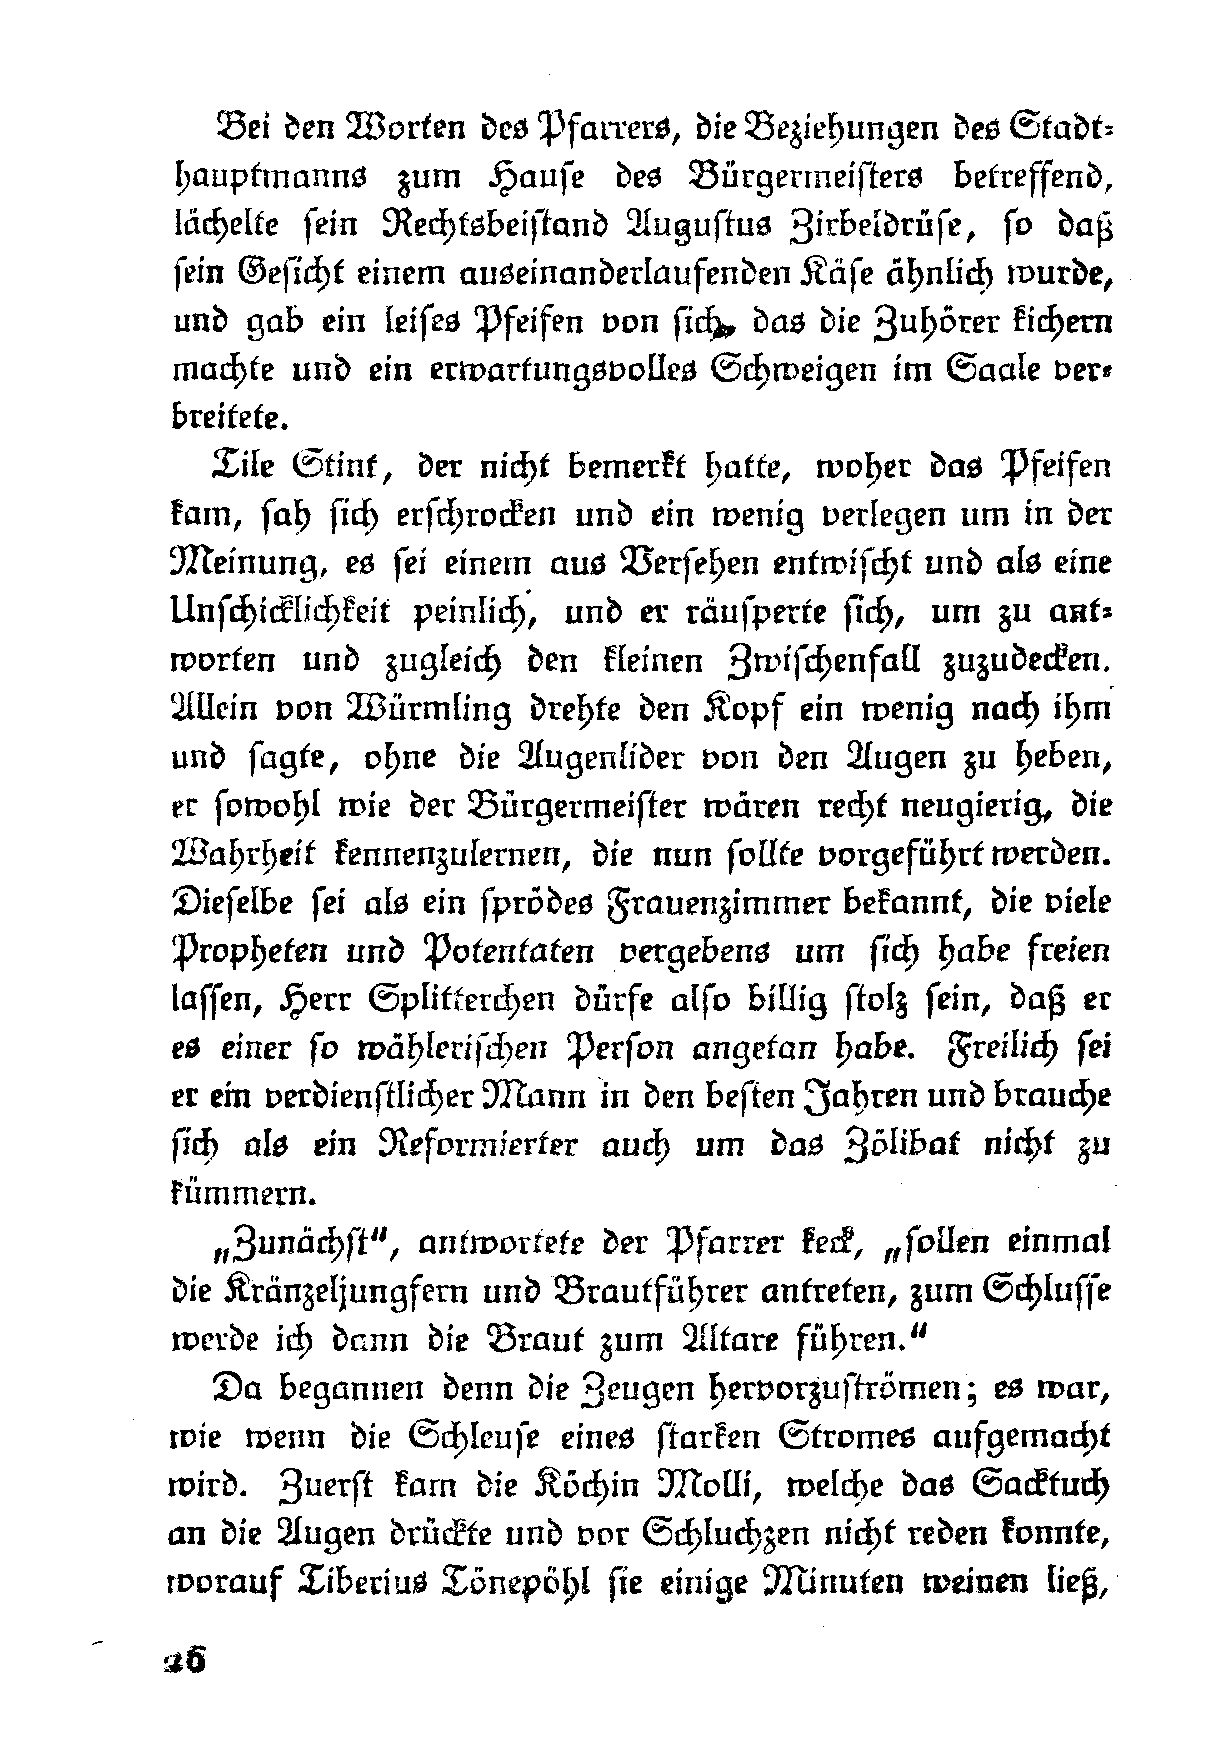 Bei den Worten des Pfarrers, die Beziehungen des Stadt-
hauptmanns zum Hause des Bürgermeisters betreffend,
lächelte sein Rechtsbeistand Augustus Zirbeldrüse, so daß
sein Gesicht einem auseinanderlaufenden Käse ähnlich wurde,
und gab ein leises Pfeifen von sich, das die Zuhörer kichern
machte und ein erwartungsvolles Schweigen im Saale ver-
breitete.
Tile Stint, der nicht bemerkt hatte, woher das Pfeifen
kam, sah sich erschrocken und ein wenig verlegen um in der
Meinung, es sei einem aus Versehen entwischt und als eine
Unschicklichkeit peinlich, und er räusperte sich, um zu ant-
worten und zugleich den kleinen Zwischenfall zuzudecken.
Allein von Würmling drehte den Kopf ein wenig nach ihm
und sagte, ohne die Augenlider von den Augen zu heben,
er sowohl wie der Bürgermeister wären recht neugierig, die
Wahrheit kennenzulernen, die nun sollte vorgeführt werden.
Dieselbe sei als ein sprödes Frauenzimmer bekannt, die viele
Propheten und Potentaten vergebens um sich habe freien
lassen, Herr Splitterchen dürfe also billig stolz sein, daß er
es einer so wählerischen Person angetan habe. Freilich sei
er ein verdienstlicher Mann in den besten Jahren und brauche
sich als ein Reformierter auch um das Zölibat nicht zu
kümmern.
„Zunächst“, antwortete der Pfarrer keck, „sollen einmal
die Kränzeljungfern und Brautführer antreten, zum Schlusse
werde ich dann die Braut zum Altare führen.“
Da begannen denn die Zeugen hervorzuströmen; es war,
wie wenn die Schleuse eines starken Stromes aufgemacht
wird. Zuerst kam die Köchin Molli, welche das Sacktuch
an die Augen drückte und vor Schluchzen nicht reden konnte,
worauf Tiberius Tönepöhl sie einige Minuten weinen ließ,
26